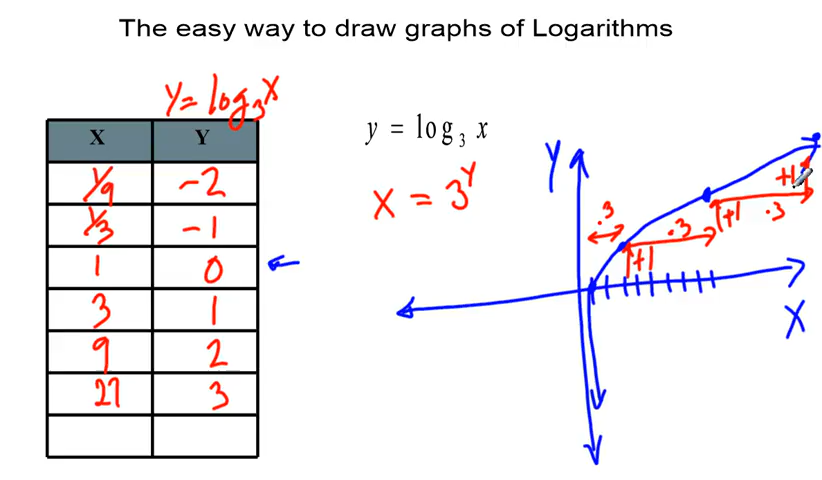 The easy way to draw graphs of Logarithms
y = log₃ x
X Y
1/9 -2
1/3 -1
1 0
3 1
9 2
27 3
y = log₃ x
x = 3^y
Y
+1
·3
·3
+1
·3
+1
X